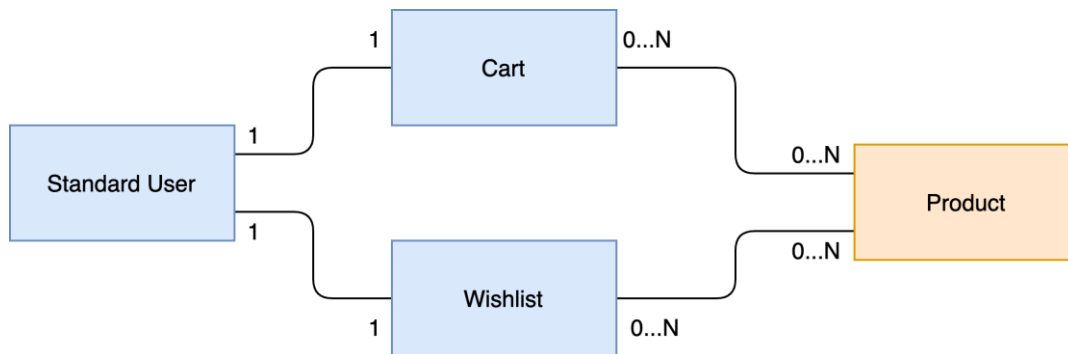 1
0...N
Cart
1
0...N
Standard User
Product
1
0...N
Wishlist
1
0...N